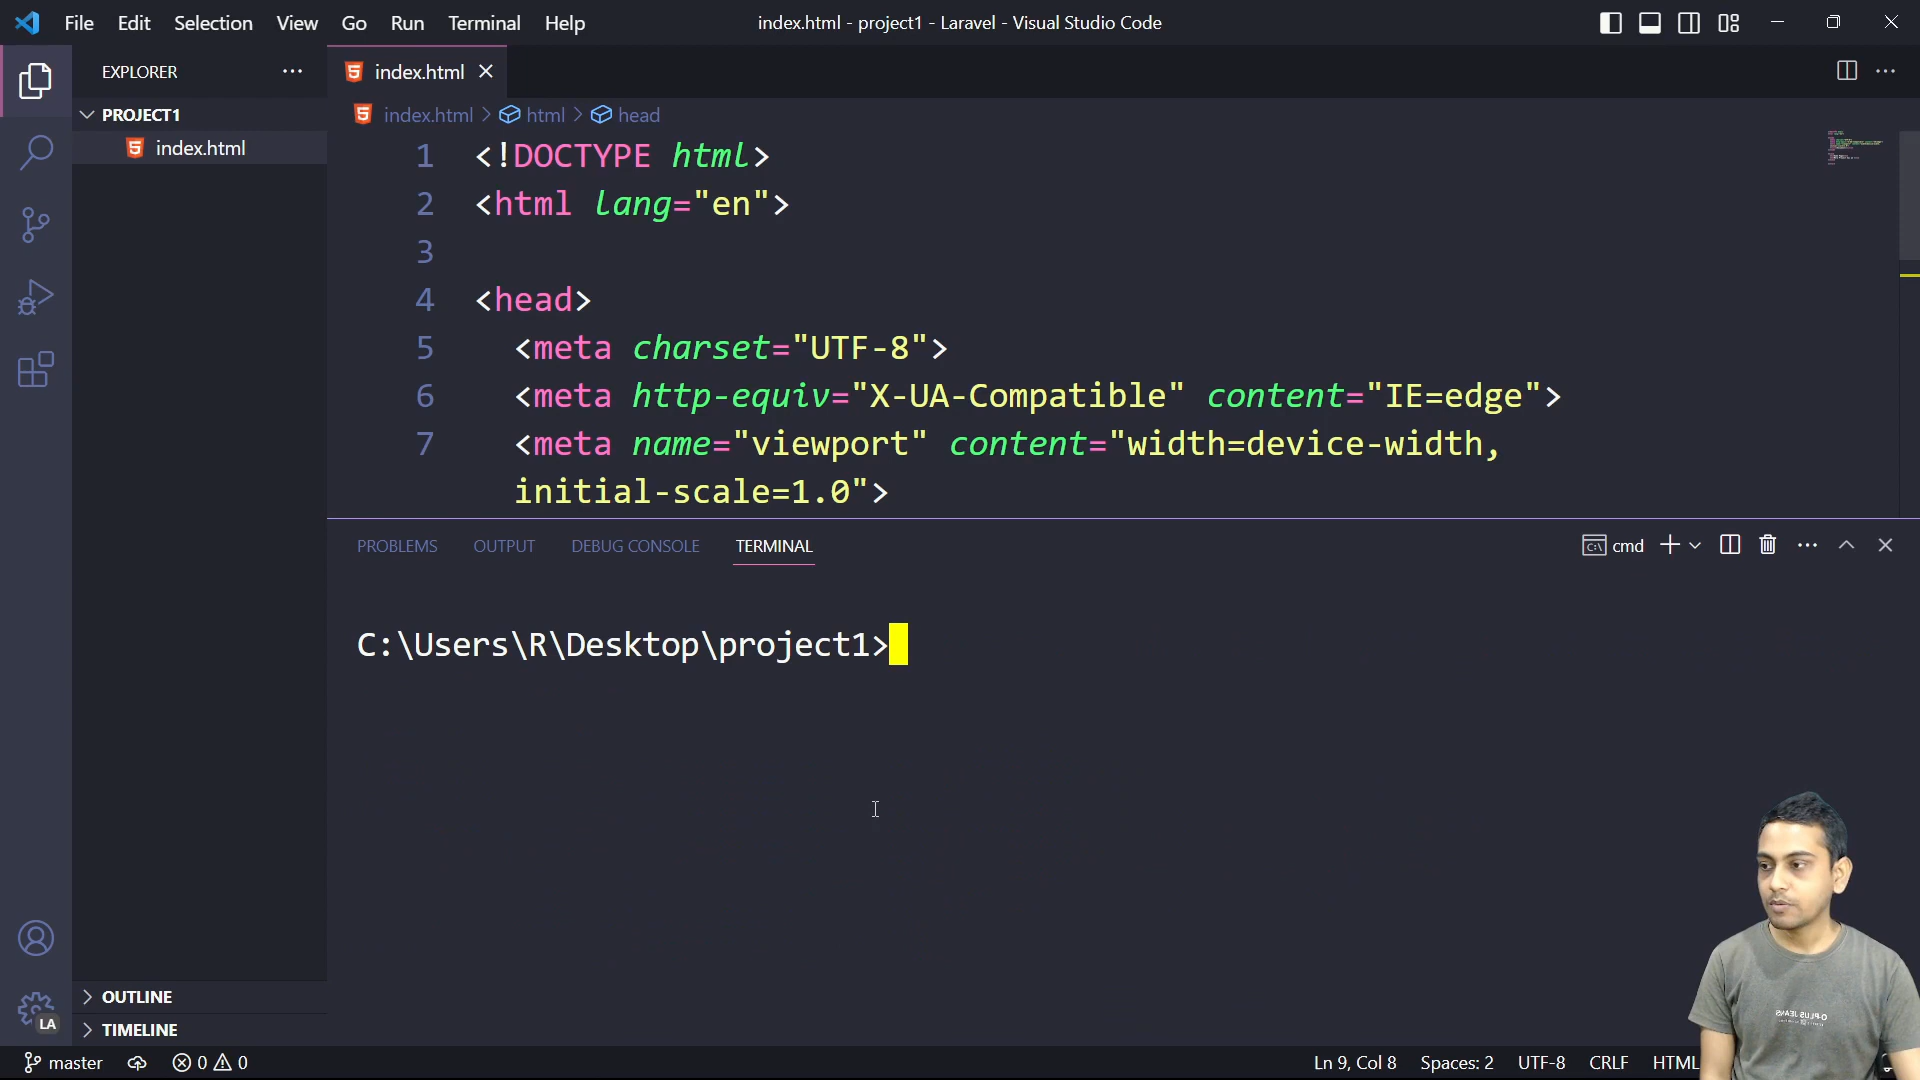 File Edit Selection View Go Run Terminal Help
index.html - project1 - Laravel - Visual Studio Code
EXPLORER
PROJECT1
index.html
OUTLINE
TIMELINE
LA
index.html
index.html > html > head
1 <!DOCTYPE html>
2 <html lang="en">
3
4 <head>
5 <meta charset="UTF-8">
6 <meta http-equiv="X-UA-Compatible" content="IE=edge">
7 <meta name="viewport" content="width=device-width,
initial-scale=1.0">
PROBLEMS OUTPUT DEBUG CONSOLE TERMINAL
cmd
C:\Users\R\Desktop\project1>
master 0 0
Ln 9, Col 8 Spaces: 2 UTF-8 CRLF HTML